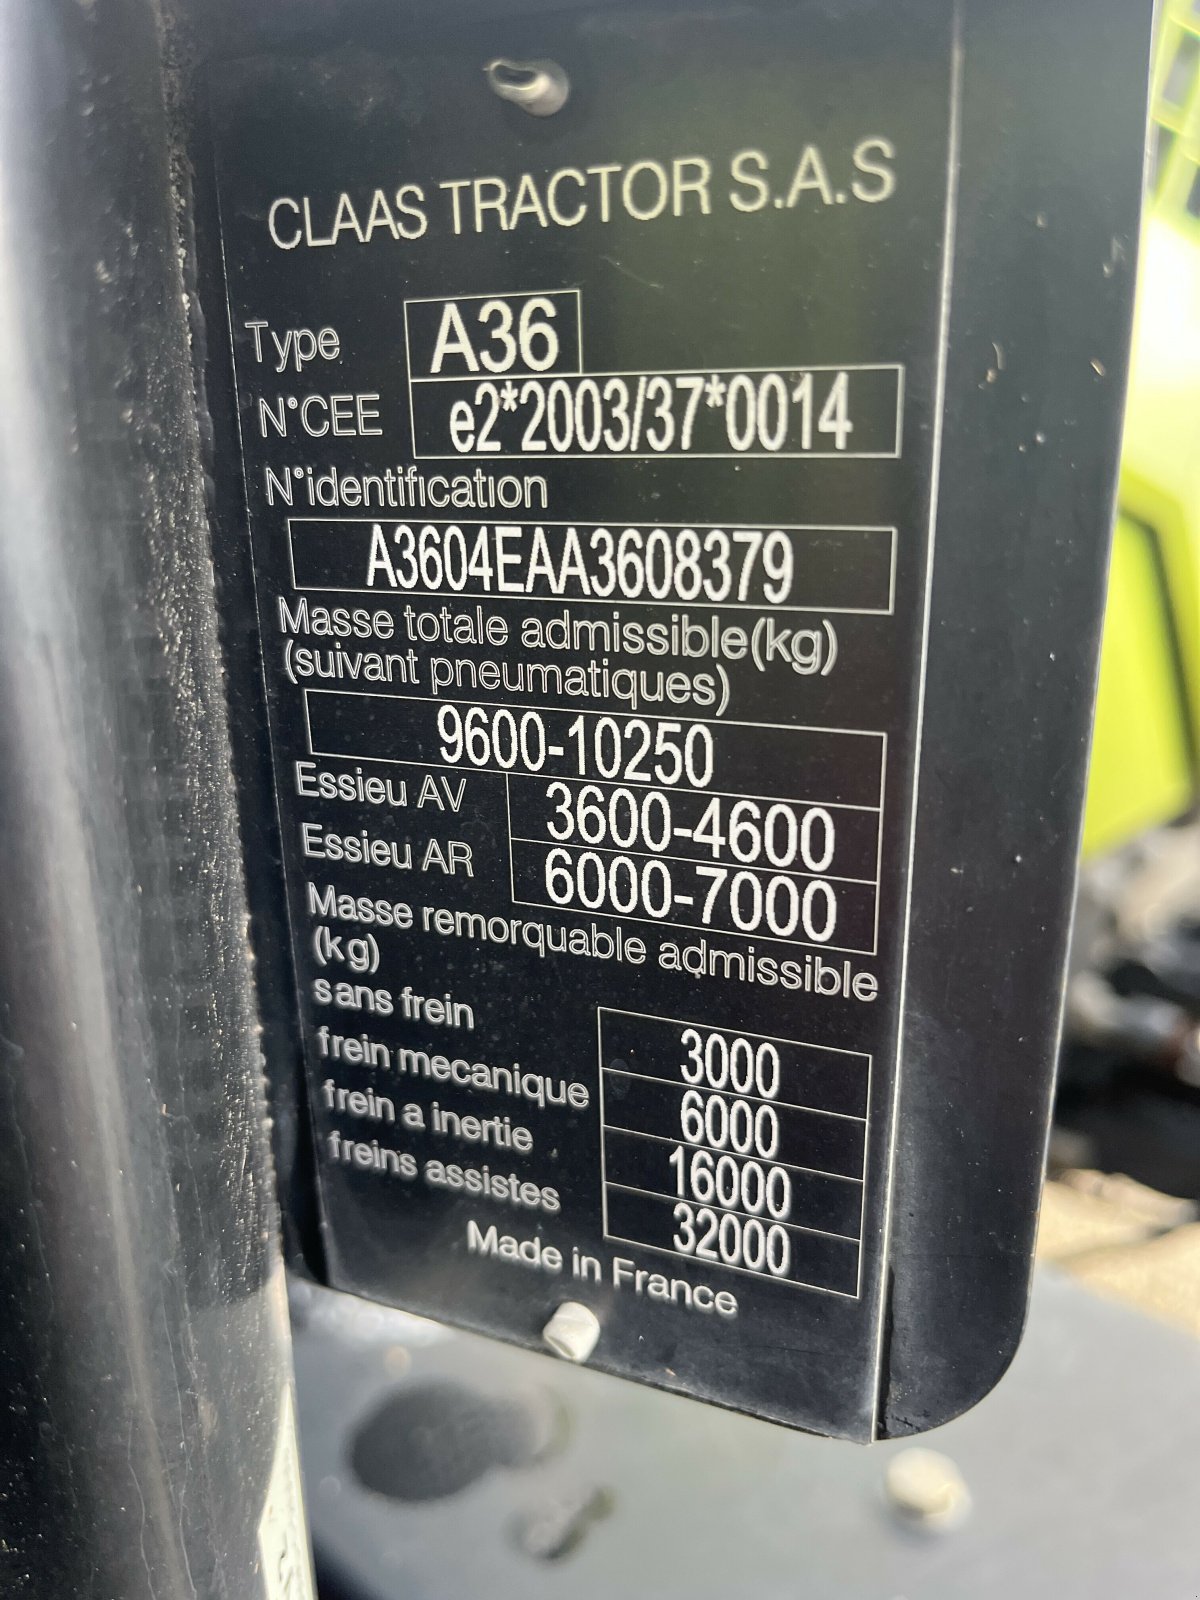 CLAAS TRACTOR S.A.S
Type A36
N°CEE e2*2003/37*0014
N°identification
A3604EAA3608379
Masse totale admissible(kg)
(suivant pneumatiques)
9600-10250
Essieu AV 3600-4600
Essieu AR 6000-7000
Masse remorquable admissible
(kg)
sans frein 3000
frein mecanique 6000
frein a inertie 16000
freins assistes 32000
Made in France